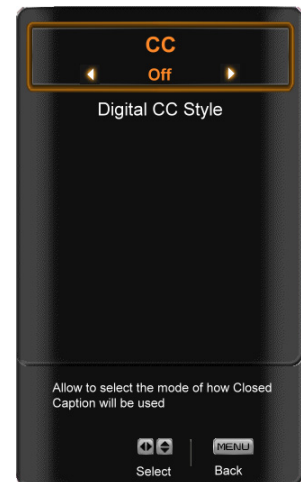 CC
Off
Digital CC Style
Allow to select the mode of how Closed
Caption will be used
MENU
Select Back